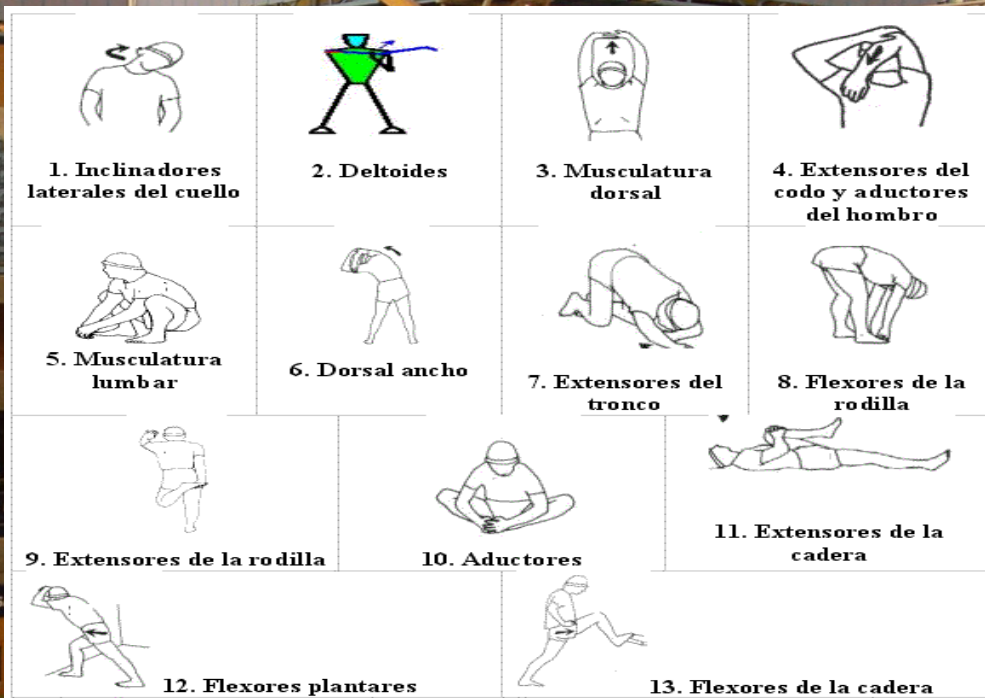 1. Inclinadores
laterales del cuello
2. Deltoides
3. Musculatura
dorsal
4. Extensores del
codo y aductores
del hombro
5. Musculatura
lumbar
6. Dorsal ancho
7. Extensores del
tronco
8. Flexores de la
rodilla
9. Extensores de la rodilla
10. Aductores
11. Extensores de la
cadera
12. Flexores plantares
13. Flexores de la cadera